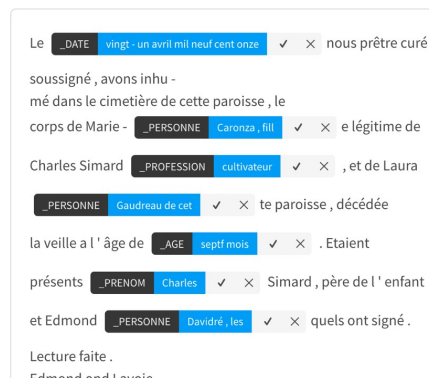 Le _DATE vingt - un avril mil neuf cent onze ✓ × nous prêtre curé
soussigné , avons inhu -
mé dans le cimetière de cette paroisse , le
corps de Marie - _PERSONNE Caronza , fill ✓ × e légitime de
Charles Simard _PROFESSION cultivateur ✓ × , et de Laura
_PERSONNE Gaudreau de cet ✓ × te paroisse , décédée
la veille a l ' âge de _AGE septf mois ✓ × . Etaient
présents _PRENOM Charles ✓ × Simard , père de l ' enfant
et Edmond _PERSONNE Davidré , les ✓ × quels ont signé .
Lecture faite .
Edmond ond Lavoie